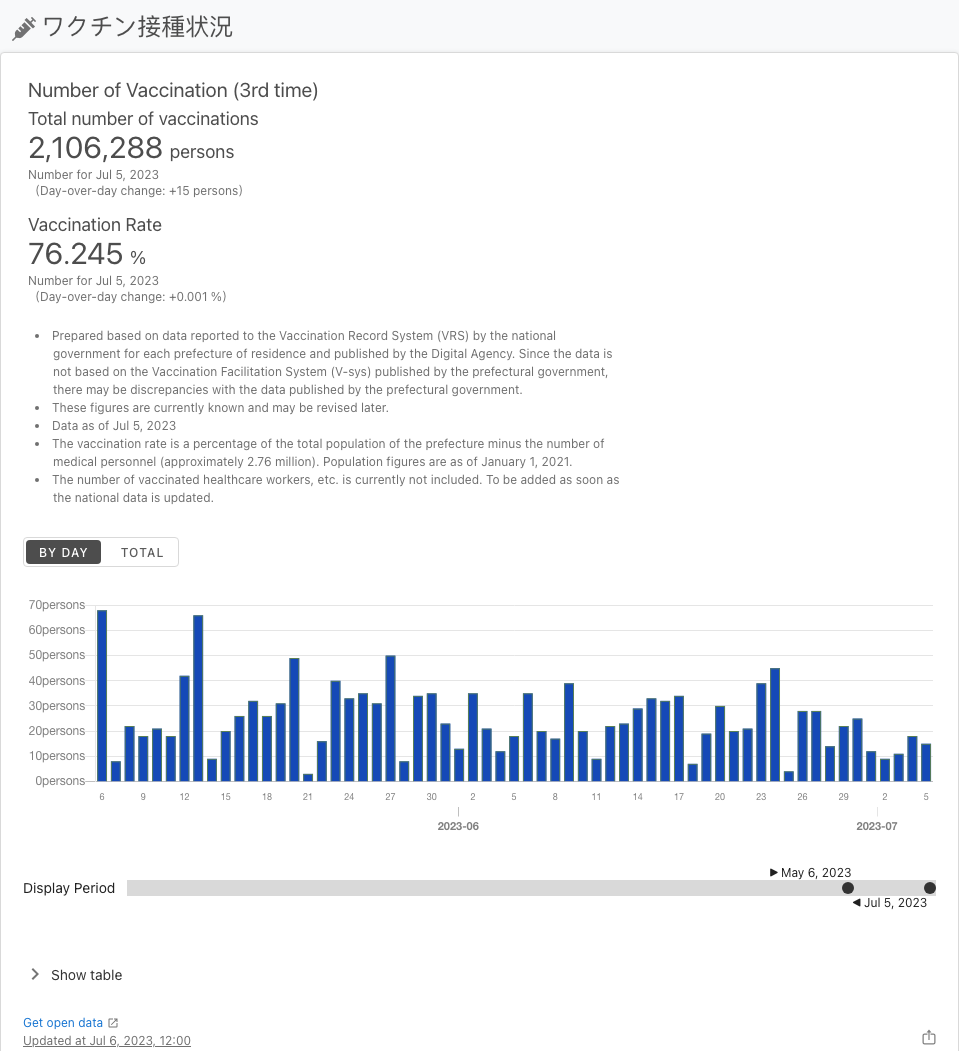 ワクチン接種状況
Number of Vaccination (3rd time)
Total number of vaccinations
2,106,288 persons
Number for Jul 5, 2023
(Day-over-day change: +15 persons)
Vaccination Rate
76.245 %
Number for Jul 5, 2023
(Day-over-day change: +0.001 %)
• Prepared based on data reported to the Vaccination Record System (VRS) by the national
government for each prefecture of residence and published by the Digital Agency. Since the data is
not based on the Vaccination Facilitation System (V-sys) published by the prefectural government,
there may be discrepancies with the data published by the prefectural government.
• These figures are currently known and may be revised later.
• Data as of Jul 5, 2023
• The vaccination rate is a percentage of the total population of the prefecture minus the number of
medical personnel (approximately 2.76 million). Population figures are as of January 1, 2021.
• The number of vaccinated healthcare workers, etc. is currently not included. To be added as soon as
the national data is updated.
BY DAY TOTAL
70persons
60persons
50persons
40persons
30persons
20persons
10persons
0persons
6 9 12 15 18 21 24 27 30 2 5 8 11 14 17 20 23 26 29 2 5
2023-06 2023-07
May 6, 2023
Display Period
Jul 5, 2023
Show table
Get open data
Updated at Jul 6, 2023, 12:00